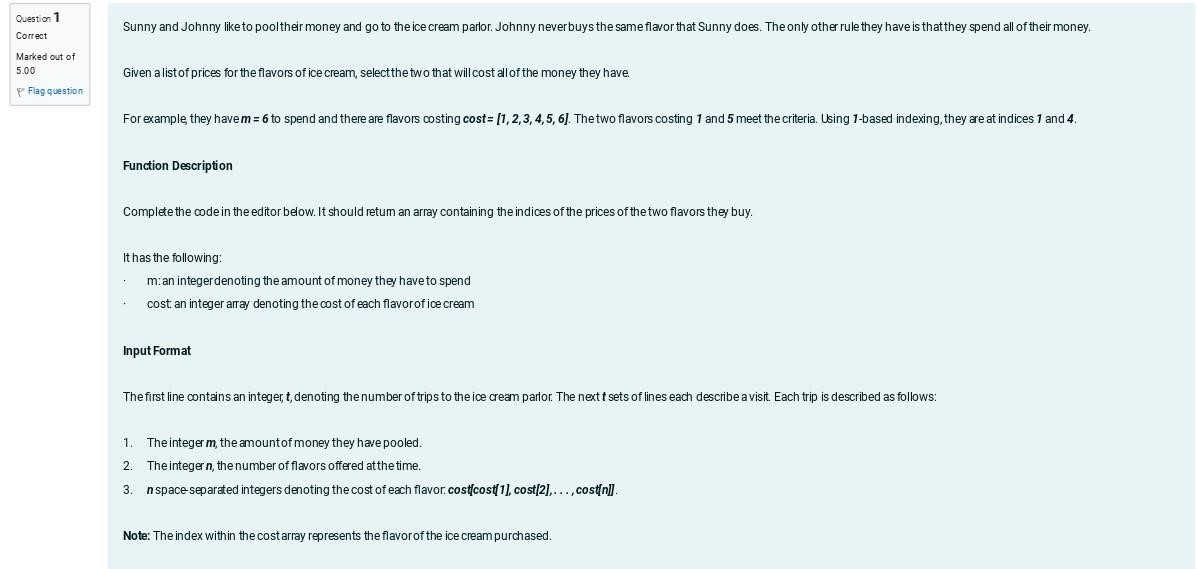 Question 1
Correct
Marked out of
5.00
Flag question
Sunny and Johnny like to pool their money and go to the ice cream parlor. Johnny never buys the same flavor that Sunny does. The only other rule they have is that they spend all of their money.
Given a list of prices for the flavors of ice cream, select the two that will cost all of the money they have.
For example, they have m = 6 to spend and there are flavors costing cost = [1, 2, 3, 4, 5, 6]. The two flavors costing 1 and 5 meet the criteria. Using 1-based indexing, they are at indices 1 and 4.
Function Description
Complete the code in the editor below. It should return an array containing the indices of the prices of the two flavors they buy.
It has the following:
· m: an integer denoting the amount of money they have to spend
· cost: an integer array denoting the cost of each flavor of ice cream
Input Format
The first line contains an integer, t, denoting the number of trips to the ice cream parlor. The next t sets of lines each describe a visit. Each trip is described as follows:
1. The integer m, the amount of money they have pooled.
2. The integer n, the number of flavors offered at the time.
3. n space-separated integers denoting the cost of each flavor: cost[cost[1], cost[2], . . . , cost[n]].
Note: The index within the cost array represents the flavor of the ice cream purchased.